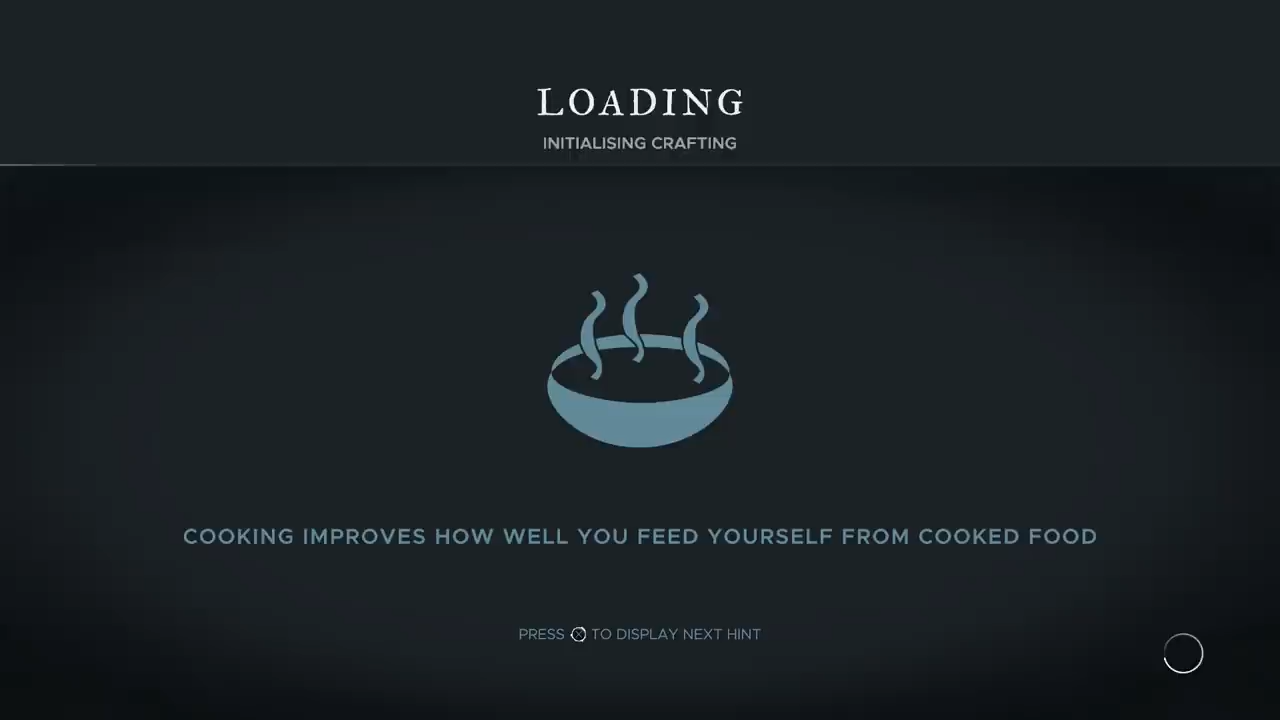 LOADING
INITIALISING CRAFTING
COOKING IMPROVES HOW WELL YOU FEED YOURSELF FROM COOKED FOOD
PRESS ⓧ TO DISPLAY NEXT HINT